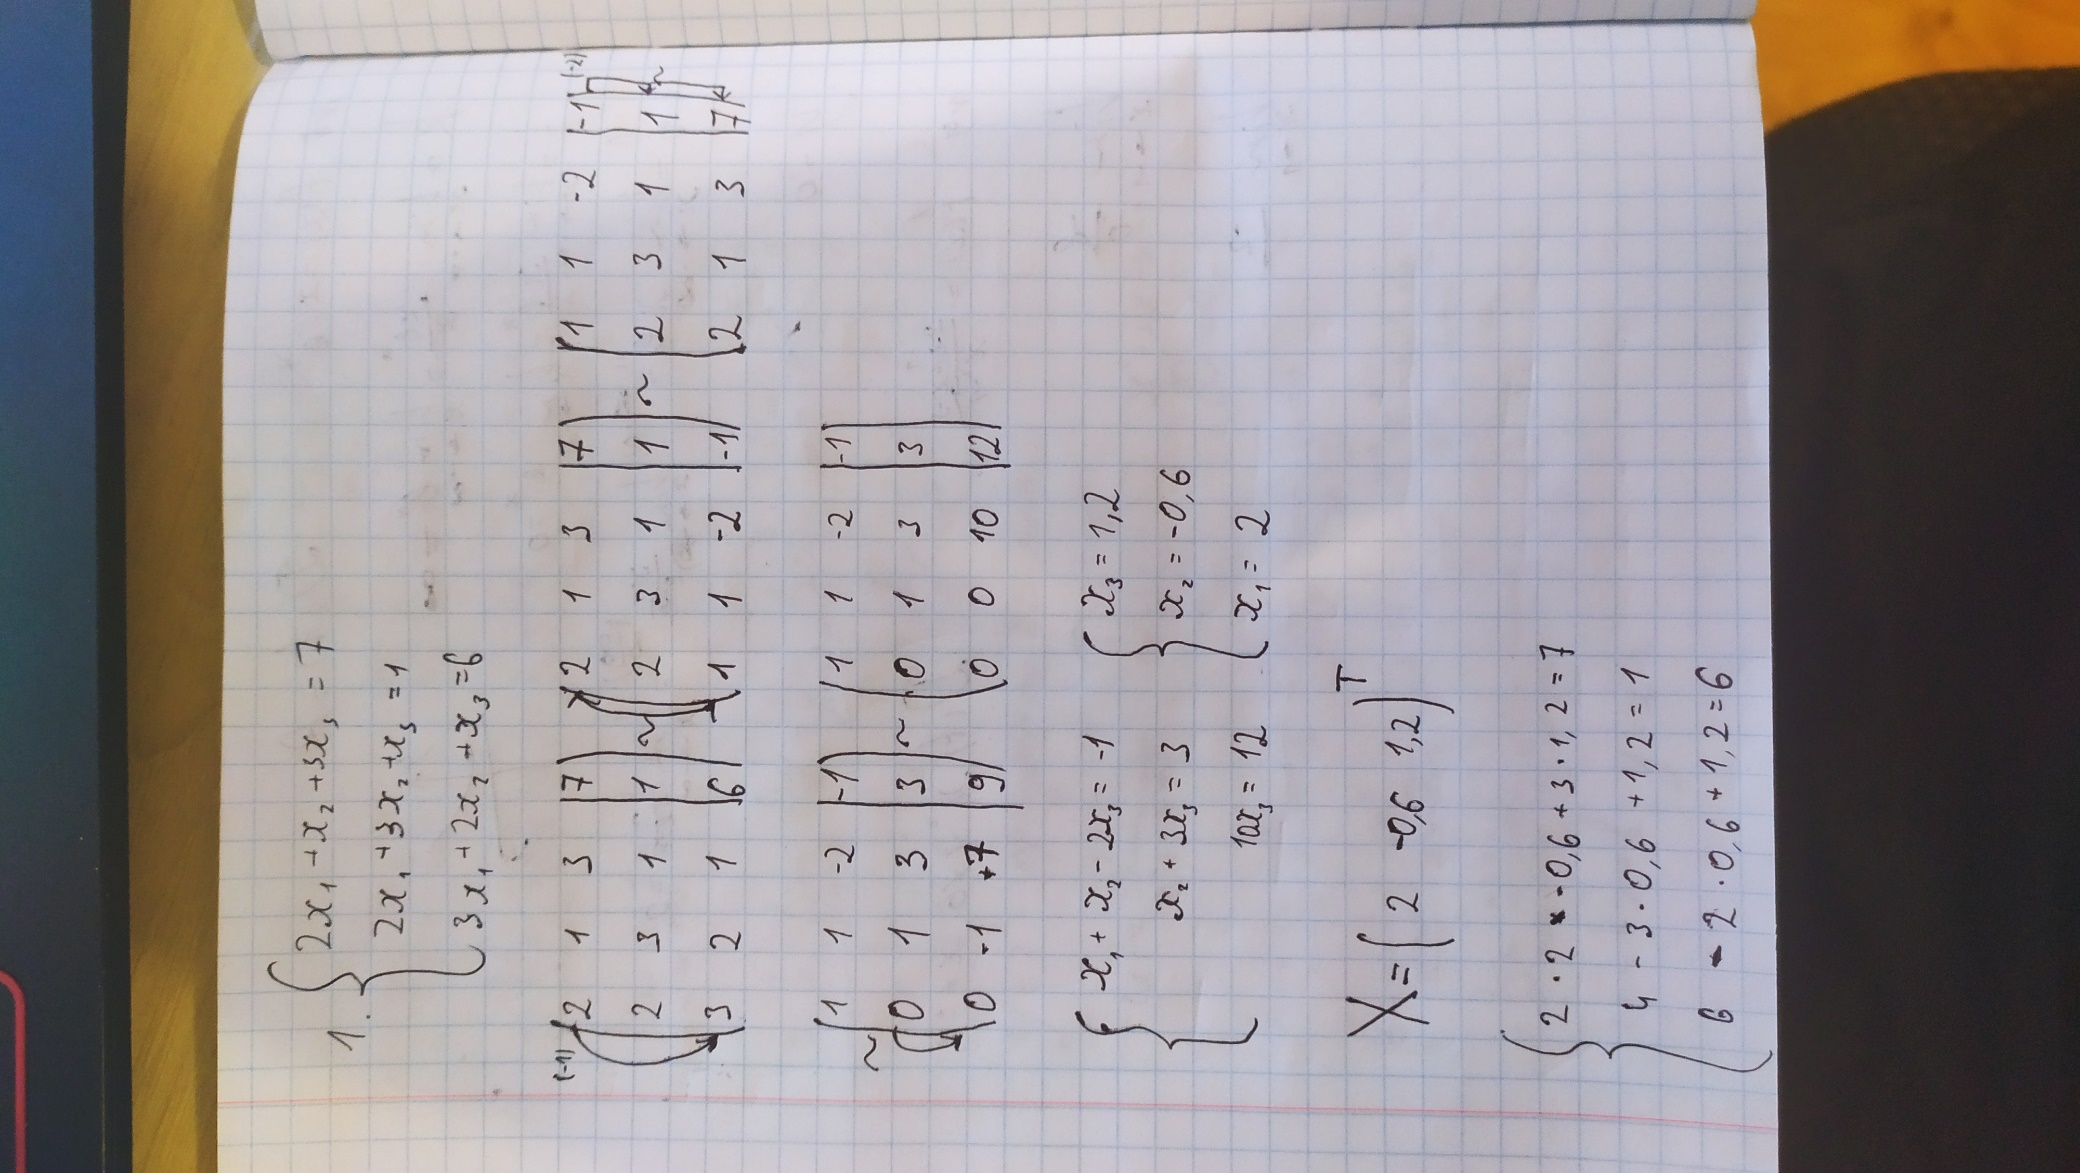 1. { 2x₁ + x₂ + 3x₃ = 7
2x₁ + 3x₂ + x₃ = 1
3x₁ + 2x₂ + x₃ = 6
(-1) ( 2 1 3 | 7 ) ~ ( 2 1 3 | 7 ) ~ ( 1 1 -2 | -1 ) (-2)
2 3 1 | 1 2 3 1 | 1 2 3 1 | 1 ~
3 2 1 | 6 1 1 -2 | -1 2 1 3 | 7
~ ( 1 1 -2 | -1 ) ~ ( 1 1 -2 | -1 )
0 1 3 | 3 0 1 3 | 3
0 -1 +7 | 9 0 0 10 | 12
{ x₁ + x₂ - 2x₃ = -1 { x₃ = 1,2
x₂ + 3x₃ = 3 x₂ = -0,6
10x₃ = 12 x₁ = 2
X = ( 2 -0,6 1,2 )ᵀ
{ 2 · 2 - 0,6 + 3 · 1,2 = 7
4 - 3 · 0,6 + 1,2 = 1
6 - 2 · 0,6 + 1,2 = 6